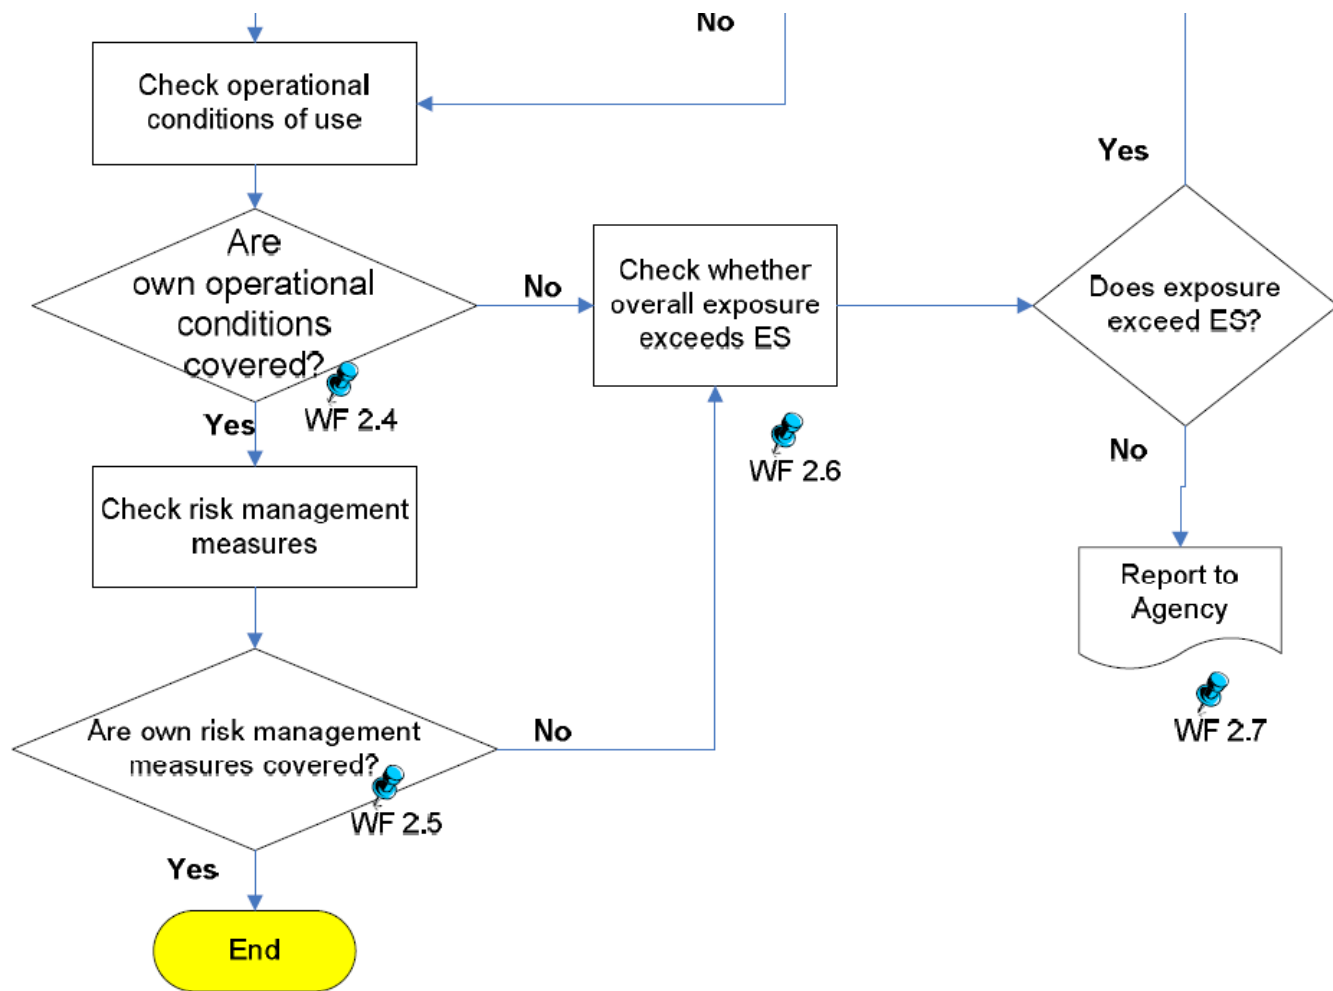 No
Check operational
conditions of use
Yes
Are
own operational
conditions
covered?
No
Check whether
overall exposure
exceeds ES
Does exposure
exceed ES?
WF 2.4
Yes
WF 2.6
No
Check risk management
measures
Report to
Agency
WF 2.7
Are own risk management
measures covered?
No
WF 2.5
Yes
End